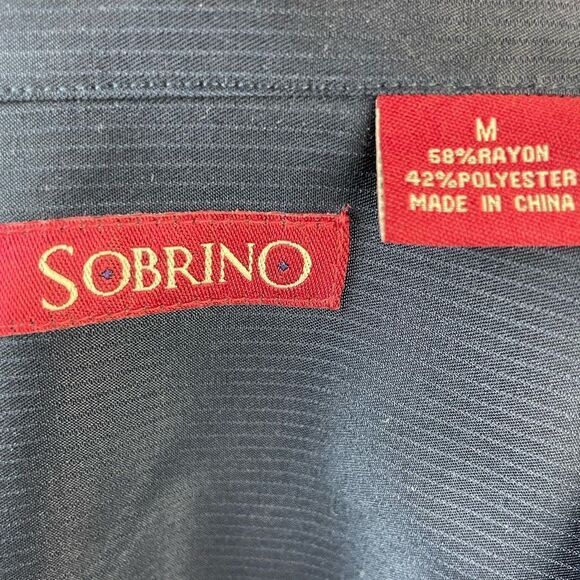 SOBRINO
M
58%RAYON
42%POLYESTER
MADE IN CHINA